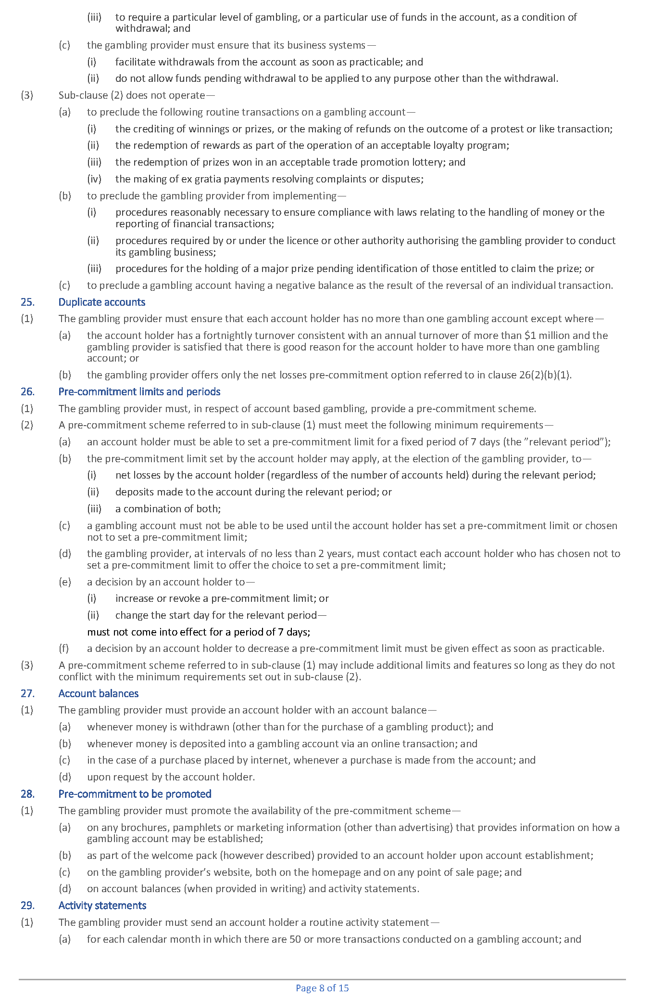 (iii) to require a particular level of gambling, or a particular use of funds in the account, as a condition of
withdrawal; and
(c) the gambling provider must ensure that its business systems—
(i) facilitate withdrawals from the account as soon as practicable; and
(ii) do not allow funds pending withdrawal to be applied to any purpose other than the withdrawal.
(3) Sub-clause (2) does not operate—
(a) to preclude the following routine transactions on a gambling account—
(i) the crediting of winnings or prizes, or the making of refunds on the outcome of a protest or like transaction;
(ii) the redemption of rewards as part of the operation of an acceptable loyalty program;
(iii) the redemption of prizes won in an acceptable trade promotion lottery; and
(iv) the making of ex gratia payments resolving complaints or disputes;
(b) to preclude the gambling provider from implementing—
(i) procedures reasonably necessary to ensure compliance with laws relating to the handling of money or the
reporting of financial transactions;
(ii) procedures required by or under the licence or other authority authorising the gambling provider to conduct
its gambling business;
(iii) procedures for the holding of a major prize pending identification of those entitled to claim the prize; or
(c) to preclude a gambling account having a negative balance as the result of the reversal of an individual transaction.
25. Duplicate accounts
(1) The gambling provider must ensure that each account holder has no more than one gambling account except where—
(a) the account holder has a fortnightly turnover consistent with an annual turnover of more than $1 million and the
gambling provider is satisfied that there is good reason for the account holder to have more than one gambling
account; or
(b) the gambling provider offers only the net losses pre-commitment option referred to in clause 26(2)(b)(1).
26. Pre-commitment limits and periods
(1) The gambling provider must, in respect of account based gambling, provide a pre-commitment scheme.
(2) A pre-commitment scheme referred to in sub-clause (1) must meet the following minimum requirements—
(a) an account holder must be able to set a pre-commitment limit for a fixed period of 7 days (the ”relevant period”);
(b) the pre-commitment limit set by the account holder may apply, at the election of the gambling provider, to—
(i) net losses by the account holder (regardless of the number of accounts held) during the relevant period;
(ii) deposits made to the account during the relevant period; or
(iii) a combination of both;
(c) a gambling account must not be able to be used until the account holder has set a pre-commitment limit or chosen
not to set a pre-commitment limit;
(d) the gambling provider, at intervals of no less than 2 years, must contact each account holder who has chosen not to
set a pre-commitment limit to offer the choice to set a pre-commitment limit;
(e) a decision by an account holder to—
(i) increase or revoke a pre-commitment limit; or
(ii) change the start day for the relevant period—
must not come into effect for a period of 7 days;
(f) a decision by an account holder to decrease a pre-commitment limit must be given effect as soon as practicable.
(3) A pre-commitment scheme referred to in sub-clause (1) may include additional limits and features so long as they do not
conflict with the minimum requirements set out in sub-clause (2).
27. Account balances
(1) The gambling provider must provide an account holder with an account balance—
(a) whenever money is withdrawn (other than for the purchase of a gambling product); and
(b) whenever money is deposited into a gambling account via an online transaction; and
(c) in the case of a purchase placed by internet, whenever a purchase is made from the account; and
(d) upon request by the account holder.
28. Pre-commitment to be promoted
(1) The gambling provider must promote the availability of the pre-commitment scheme—
(a) on any brochures, pamphlets or marketing information (other than advertising) that provides information on how a
gambling account may be established;
(b) as part of the welcome pack (however described) provided to an account holder upon account establishment;
(c) on the gambling provider’s website, both on the homepage and on any point of sale page; and
(d) on account balances (when provided in writing) and activity statements.
29. Activity statements
(1) The gambling provider must send an account holder a routine activity statement—
(a) for each calendar month in which there are 50 or more transactions conducted on a gambling account; and
Page 8 of 15